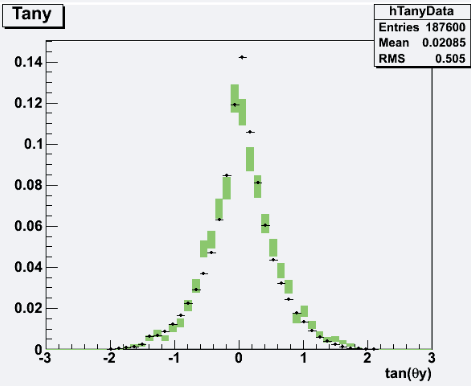 Tany
hTanyData
Entries 187600
Mean 0.02085
RMS 0.505
0.14
0.12
0.1
0.08
0.06
0.04
0.02
0
-3 -2 -1 0 1 2 3
tan(θy)